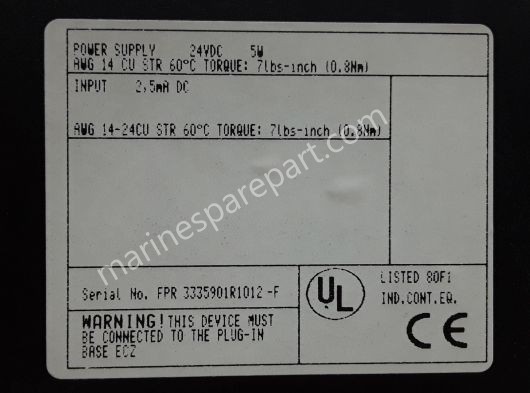 POWER SUPPLY 24VDC 5W
AWG 14 CU STR 60°C TORQUE: 7lbs-inch (0,8Nm)
INPUT 2,5mA DC
AWG 14-24CU STR 60°C TORQUE: 7lbs-inch (0,8Nm)
marinesparepart.com
Serial No. FPR 3335901R1012-F
WARNING! THIS DEVICE MUST
BE CONNECTED TO THE PLUG-IN
BASE ECZ
UL
LISTED 80F1
IND.CONT.EQ.
CE